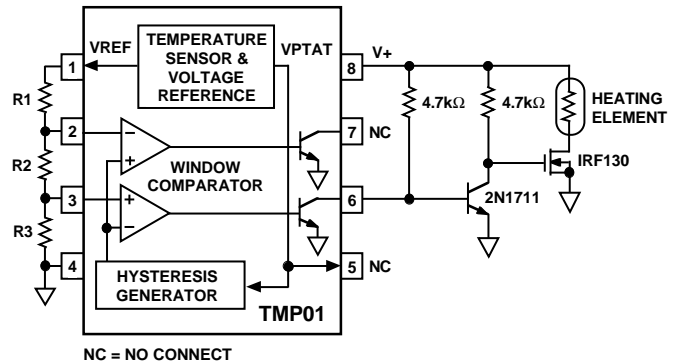 TEMPERATURE
SENSOR &
VOLTAGE
REFERENCE
VREF
VPTAT
1
8
V+
R1
4.7kΩ
4.7kΩ
HEATING
ELEMENT
2
−
+
7
NC
R2
WINDOW
COMPARATOR
IRF130
3
+
−
6
2N1711
R3
4
HYSTERESIS
GENERATOR
5
NC
TMP01
NC = NO CONNECT